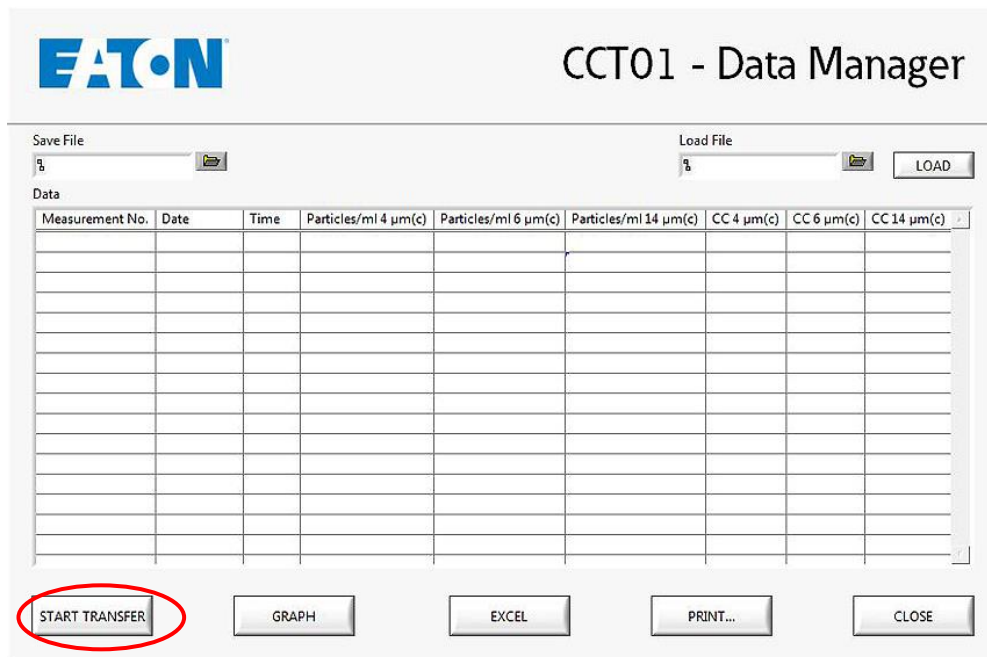 EATON
CCT01 - Data Manager
Save File
Load File
LOAD
Data
Measurement No. Date Time Particles/ml 4 µm(c) Particles/ml 6 µm(c) Particles/ml 14 µm(c) CC 4 µm(c) CC 6 µm(c) CC 14 µm(c)
START TRANSFER GRAPH EXCEL PRINT... CLOSE